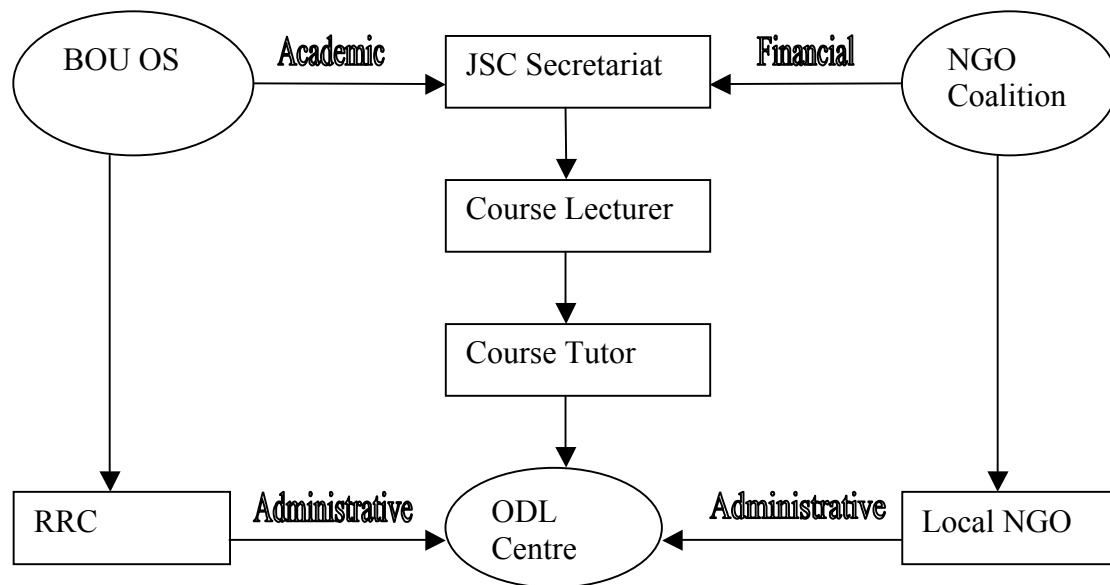 BOU OS
Academic
JSC Secretariat
Financial
NGO
Coalition
Course Lecturer
Course Tutor
RRC
Administrative
ODL
Centre
Administrative
Local NGO